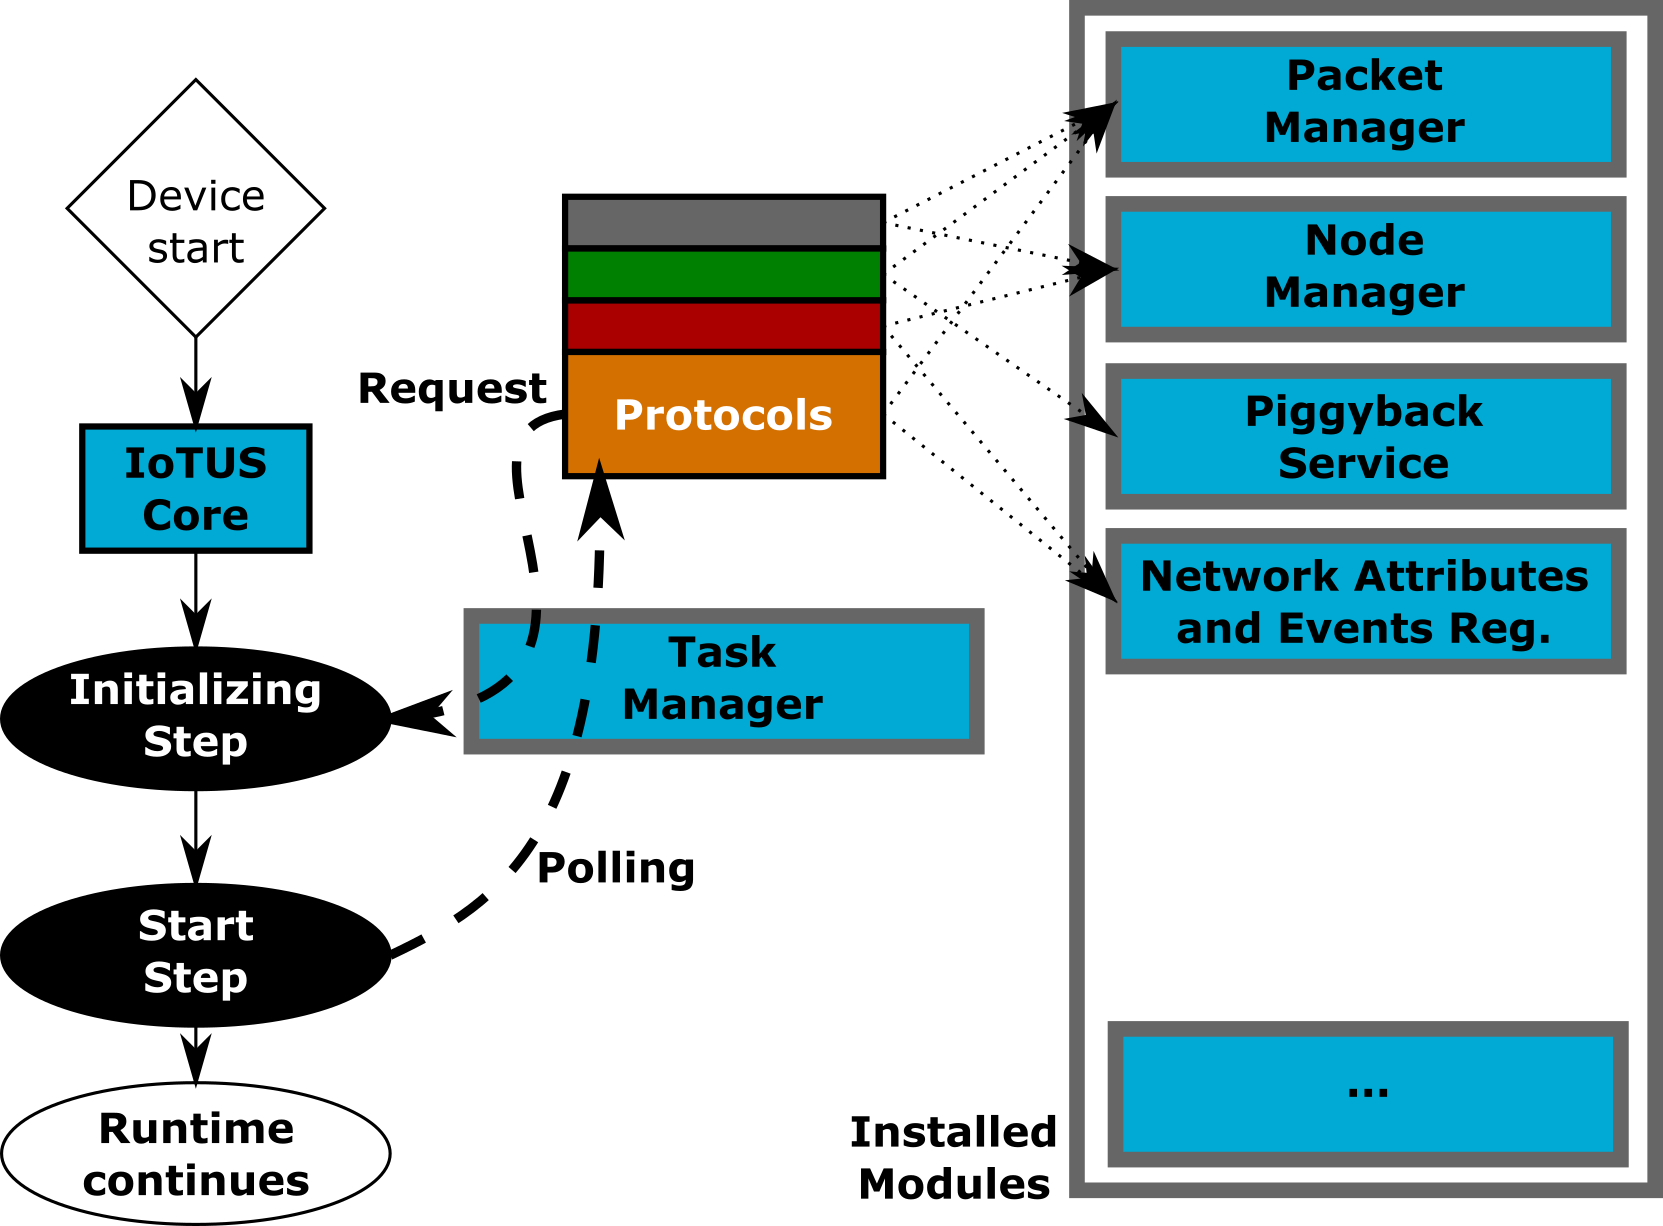 Device
start
IoTUS
Core
Initializing
Step
Start
Step
Runtime
continues
Request
Protocols
Task
Manager
Polling
Packet
Manager
Node
Manager
Piggyback
Service
Network Attributes
and Events Reg.
...
Installed
Modules